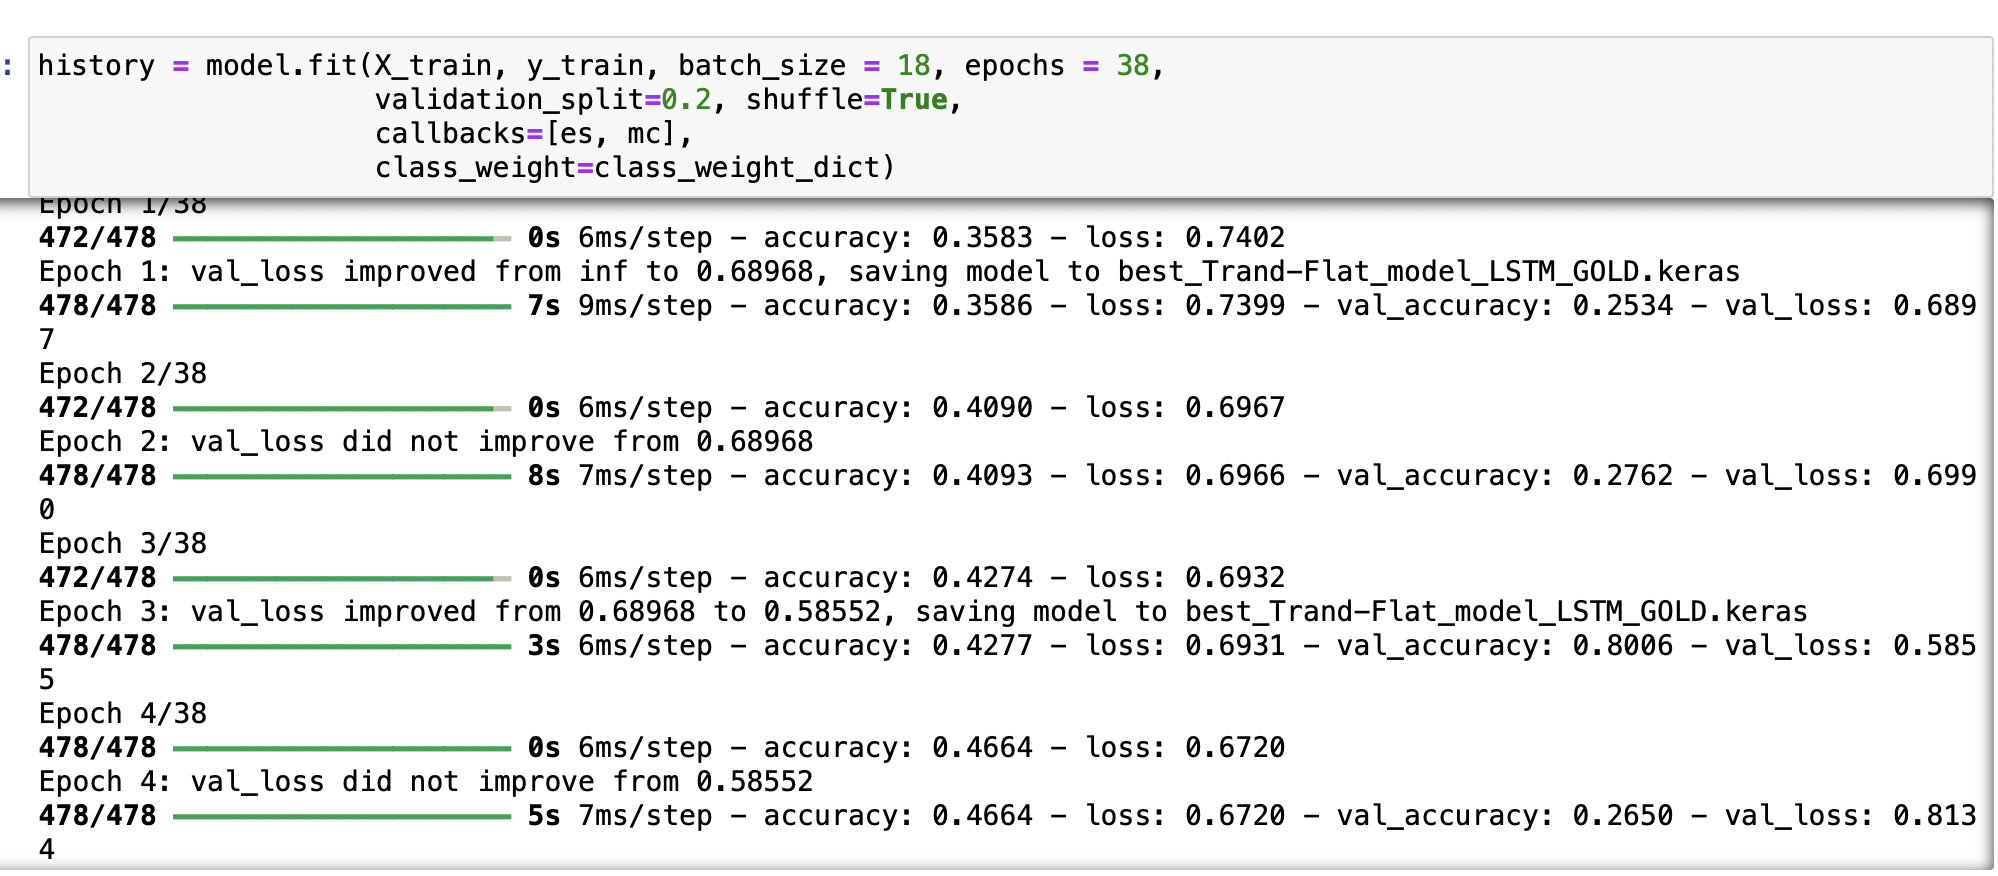 : history = model.fit(X_train, y_train, batch_size = 18, epochs = 38,
validation_split=0.2, shuffle=True,
callbacks=[es, mc],
class_weight=class_weight_dict)
Epoch 1/38
472/478 0s 6ms/step - accuracy: 0.3583 - loss: 0.7402
Epoch 1: val_loss improved from inf to 0.68968, saving model to best_Trand-Flat_model_LSTM_GOLD.keras
478/478 7s 9ms/step - accuracy: 0.3586 - loss: 0.7399 - val_accuracy: 0.2534 - val_loss: 0.689
7
Epoch 2/38
472/478 0s 6ms/step - accuracy: 0.4090 - loss: 0.6967
Epoch 2: val_loss did not improve from 0.68968
478/478 8s 7ms/step - accuracy: 0.4093 - loss: 0.6966 - val_accuracy: 0.2762 - val_loss: 0.699
0
Epoch 3/38
472/478 0s 6ms/step - accuracy: 0.4274 - loss: 0.6932
Epoch 3: val_loss improved from 0.68968 to 0.58552, saving model to best_Trand-Flat_model_LSTM_GOLD.keras
478/478 3s 6ms/step - accuracy: 0.4277 - loss: 0.6931 - val_accuracy: 0.8006 - val_loss: 0.585
5
Epoch 4/38
478/478 0s 6ms/step - accuracy: 0.4664 - loss: 0.6720
Epoch 4: val_loss did not improve from 0.58552
478/478 5s 7ms/step - accuracy: 0.4664 - loss: 0.6720 - val_accuracy: 0.2650 - val_loss: 0.813
4